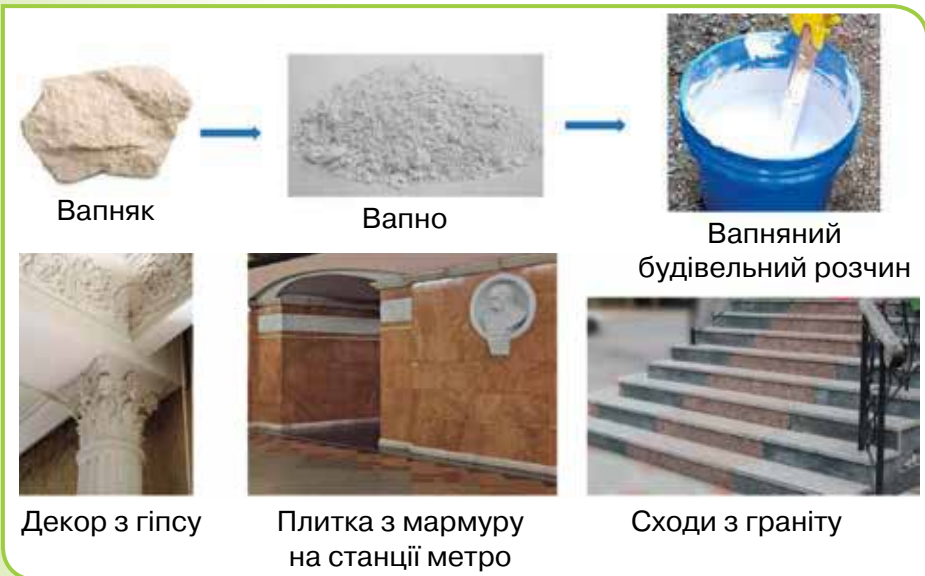 Вапняк
Вапно
Вапняний
будівельний розчин
Декор з гіпсу
Плитка з мармуру
на станції метро
Сходи з граніту